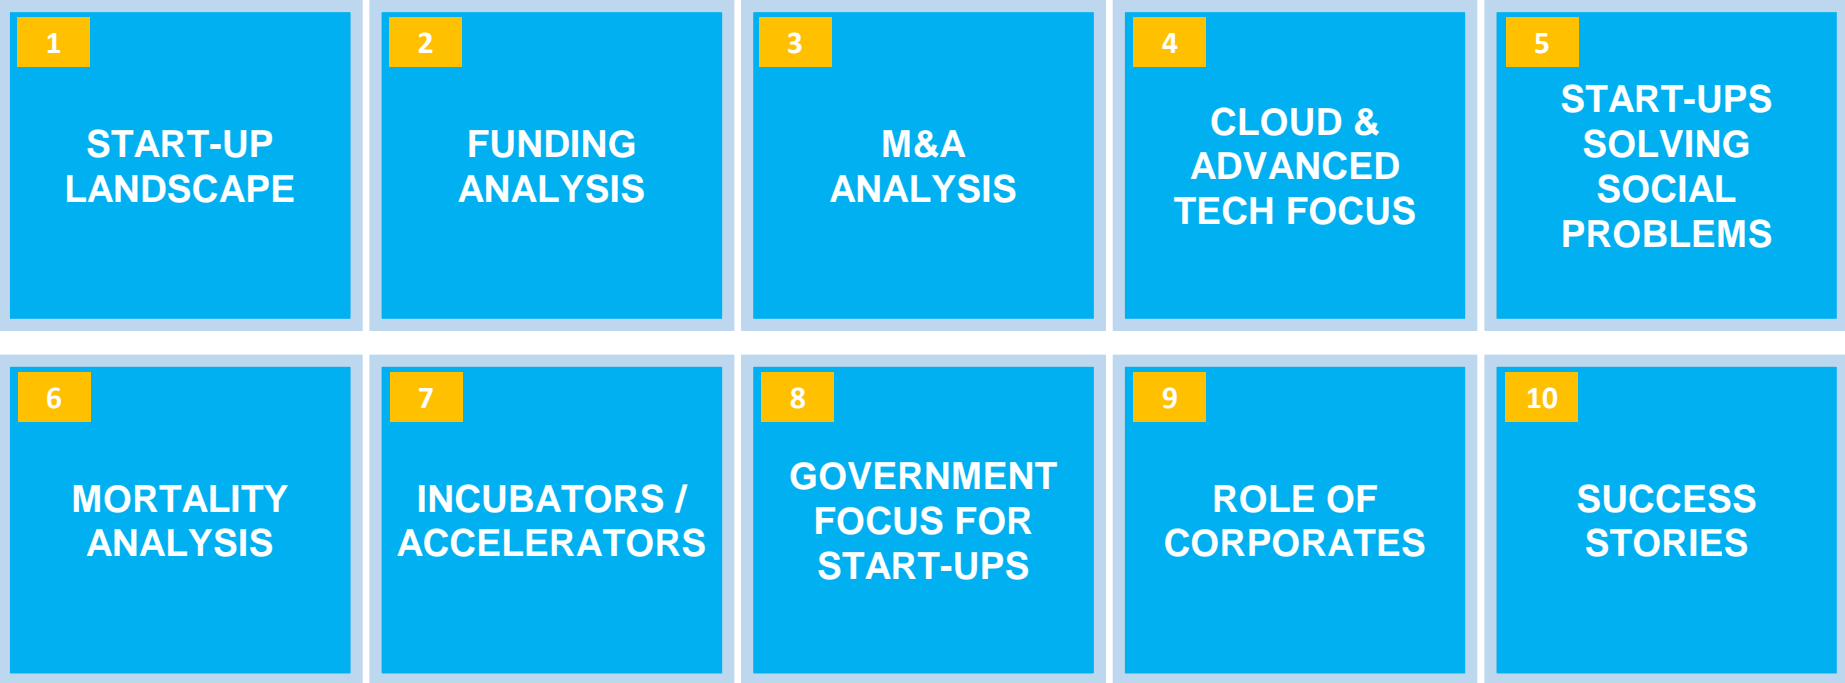 1
START-UP
LANDSCAPE
2
FUNDING
ANALYSIS
3
M&A
ANALYSIS
4
CLOUD &
ADVANCED
TECH FOCUS
5
START-UPS
SOLVING
SOCIAL
PROBLEMS
6
MORTALITY
ANALYSIS
7
INCUBATORS /
ACCELERATORS
8
GOVERNMENT
FOCUS FOR
START-UPS
9
ROLE OF
CORPORATES
10
SUCCESS
STORIES